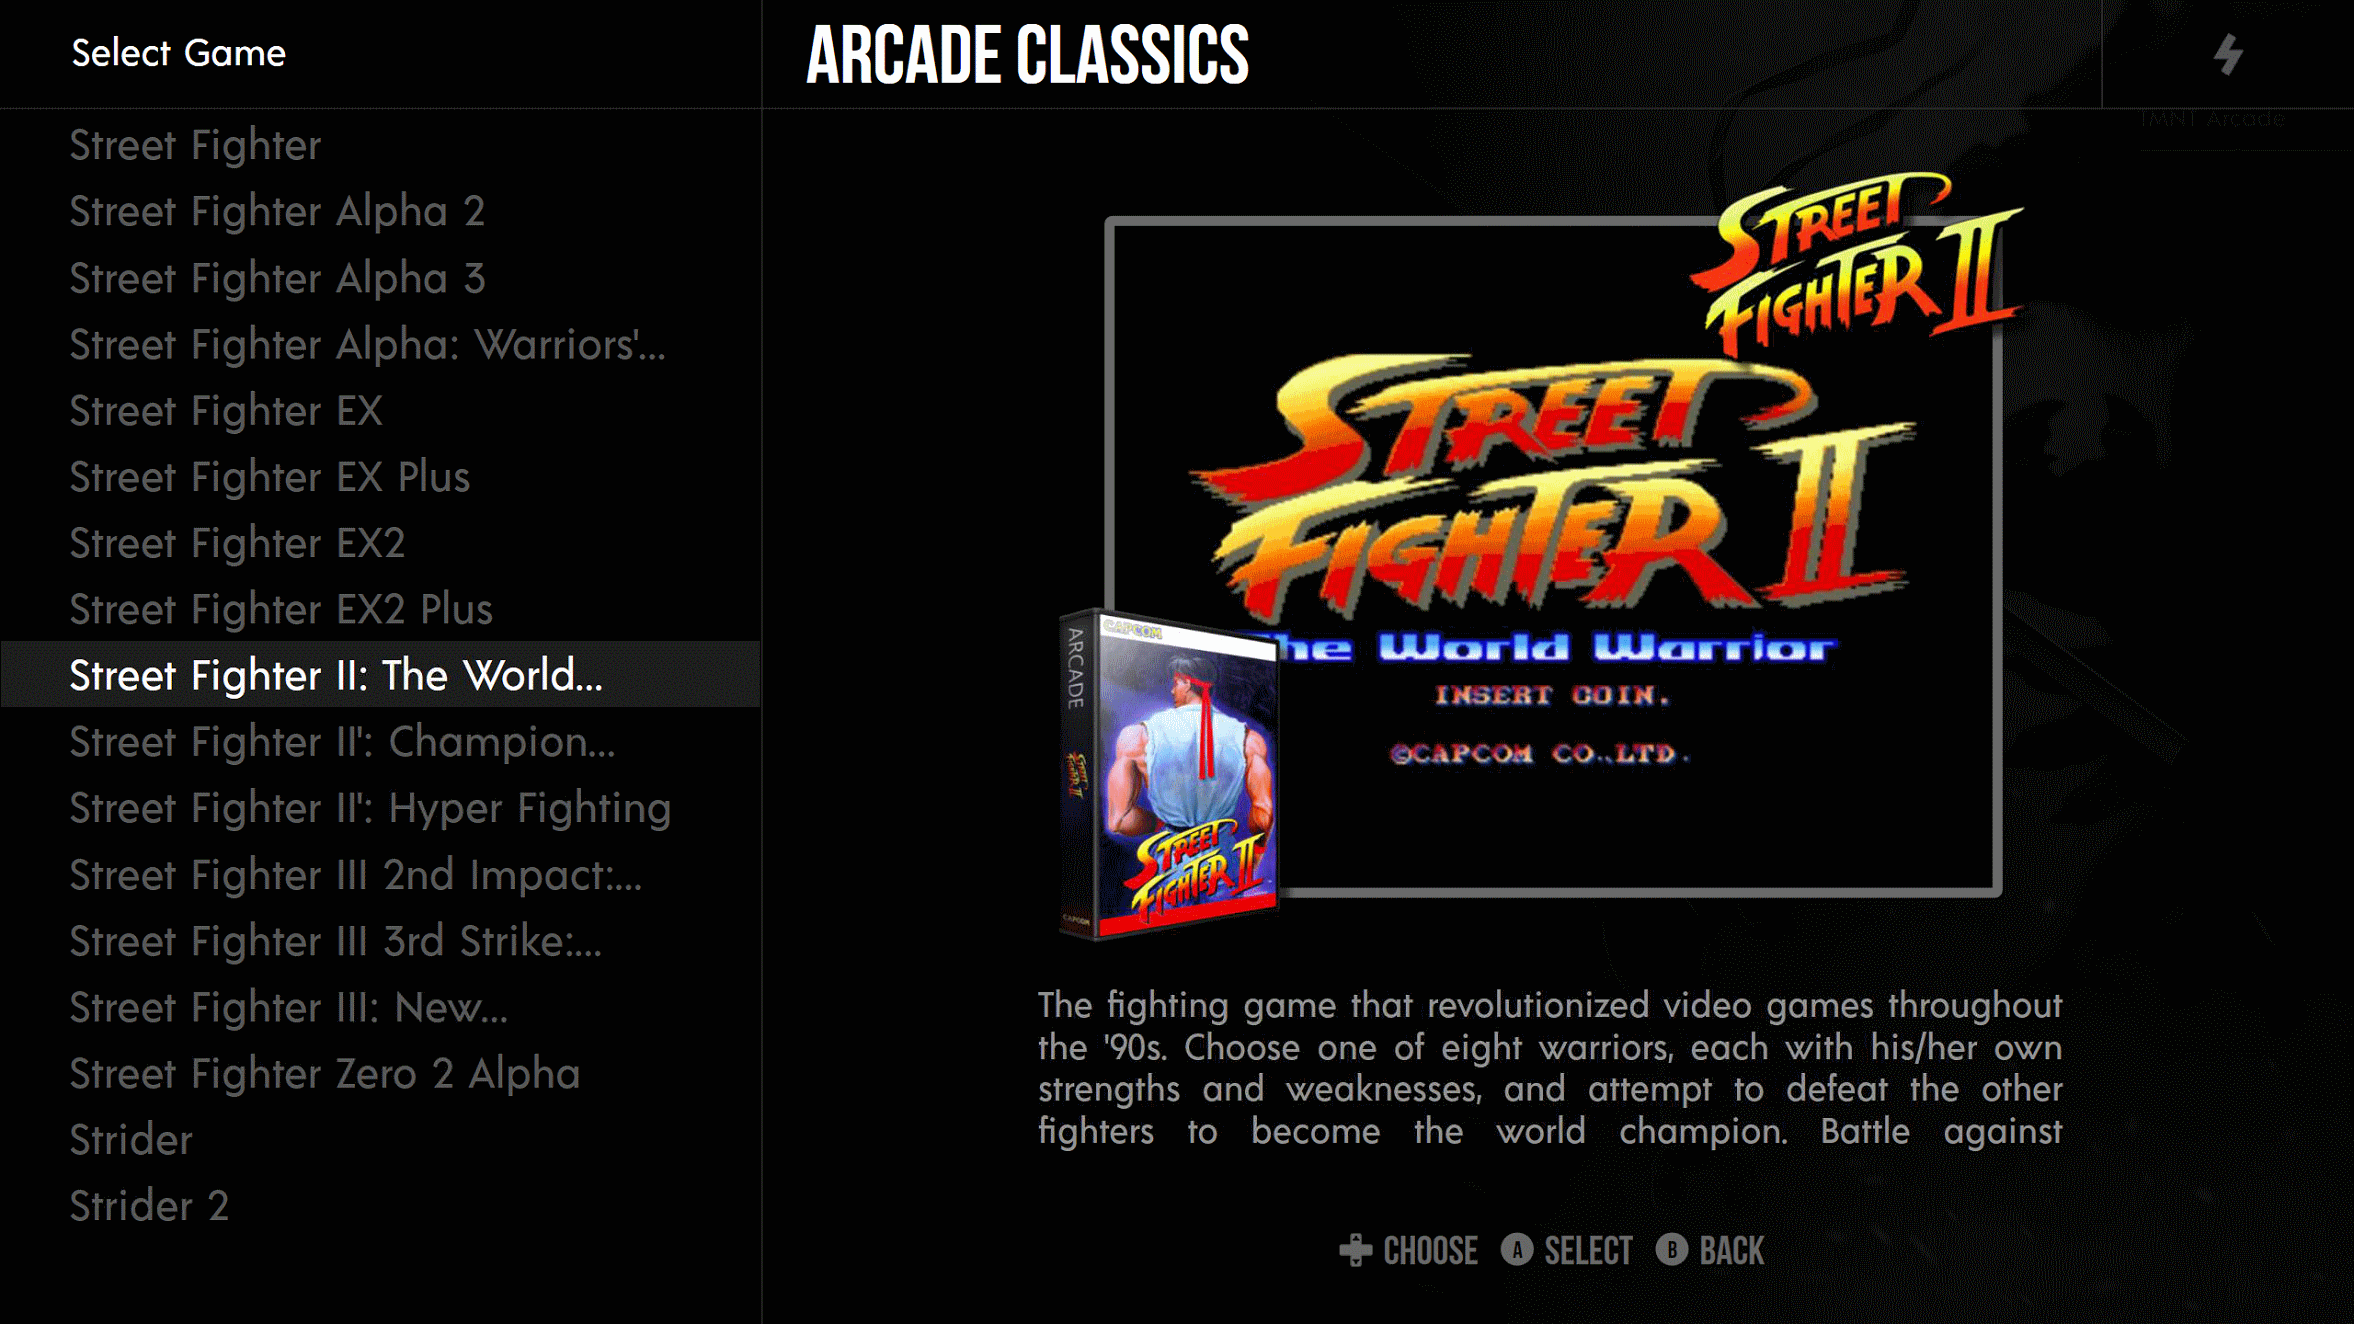 Select Game
ARCADE CLASSICS
TMNT Arcade
Street Fighter
Street Fighter Alpha 2
Street Fighter Alpha 3
Street Fighter Alpha: Warriors'...
Street Fighter EX
Street Fighter EX Plus
Street Fighter EX2
Street Fighter EX2 Plus
Street Fighter II: The World...
Street Fighter II': Champion...
Street Fighter II': Hyper Fighting
Street Fighter III 2nd Impact:...
Street Fighter III 3rd Strike:...
Street Fighter III: New...
Street Fighter Zero 2 Alpha
Strider
Strider 2
STREET
FIGHTER II
STREET
FIGHTER II
he World Warrior
INSERT COIN.
©CAPCOM CO.,LTD.
CAPCOM
ARCADE
STREET
FIGHTER II
CAPCOM
STREET
FIGHTER II
The fighting game that revolutionized video games throughout
the '90s. Choose one of eight warriors, each with his/her own
strengths and weaknesses, and attempt to defeat the other
fighters to become the world champion. Battle against
CHOOSE A SELECT B BACK